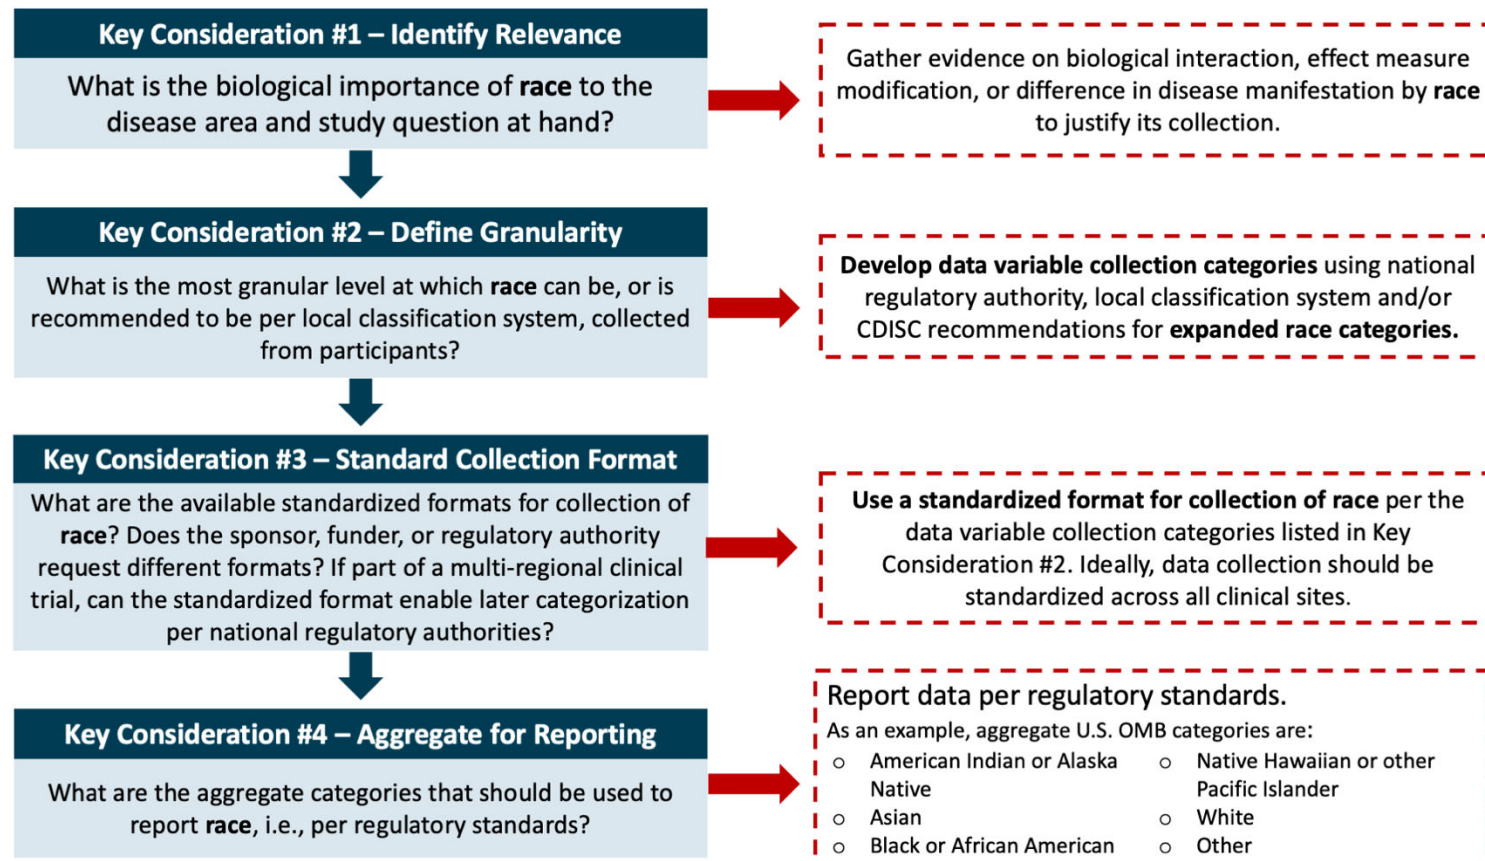 Key Consideration #1 – Identify Relevance
What is the biological importance of race to the
disease area and study question at hand?
Gather evidence on biological interaction, effect measure
modification, or difference in disease manifestation by race
to justify its collection.
Key Consideration #2 – Define Granularity
What is the most granular level at which race can be, or is
recommended to be per local classification system, collected
from participants?
Develop data variable collection categories using national
regulatory authority, local classification system and/or
CDISC recommendations for expanded race categories.
Key Consideration #3 – Standard Collection Format
What are the available standardized formats for collection of
race? Does the sponsor, funder, or regulatory authority
request different formats? If part of a multi-regional clinical
trial, can the standardized format enable later categorization
per national regulatory authorities?
Use a standardized format for collection of race per the
data variable collection categories listed in Key
Consideration #2. Ideally, data collection should be
standardized across all clinical sites.
Key Consideration #4 – Aggregate for Reporting
What are the aggregate categories that should be used to
report race, i.e., per regulatory standards?
Report data per regulatory standards.
As an example, aggregate U.S. OMB categories are:
o American Indian or Alaska
Native
o Asian
o Black or African American
o Native Hawaiian or other
Pacific Islander
o White
o Other